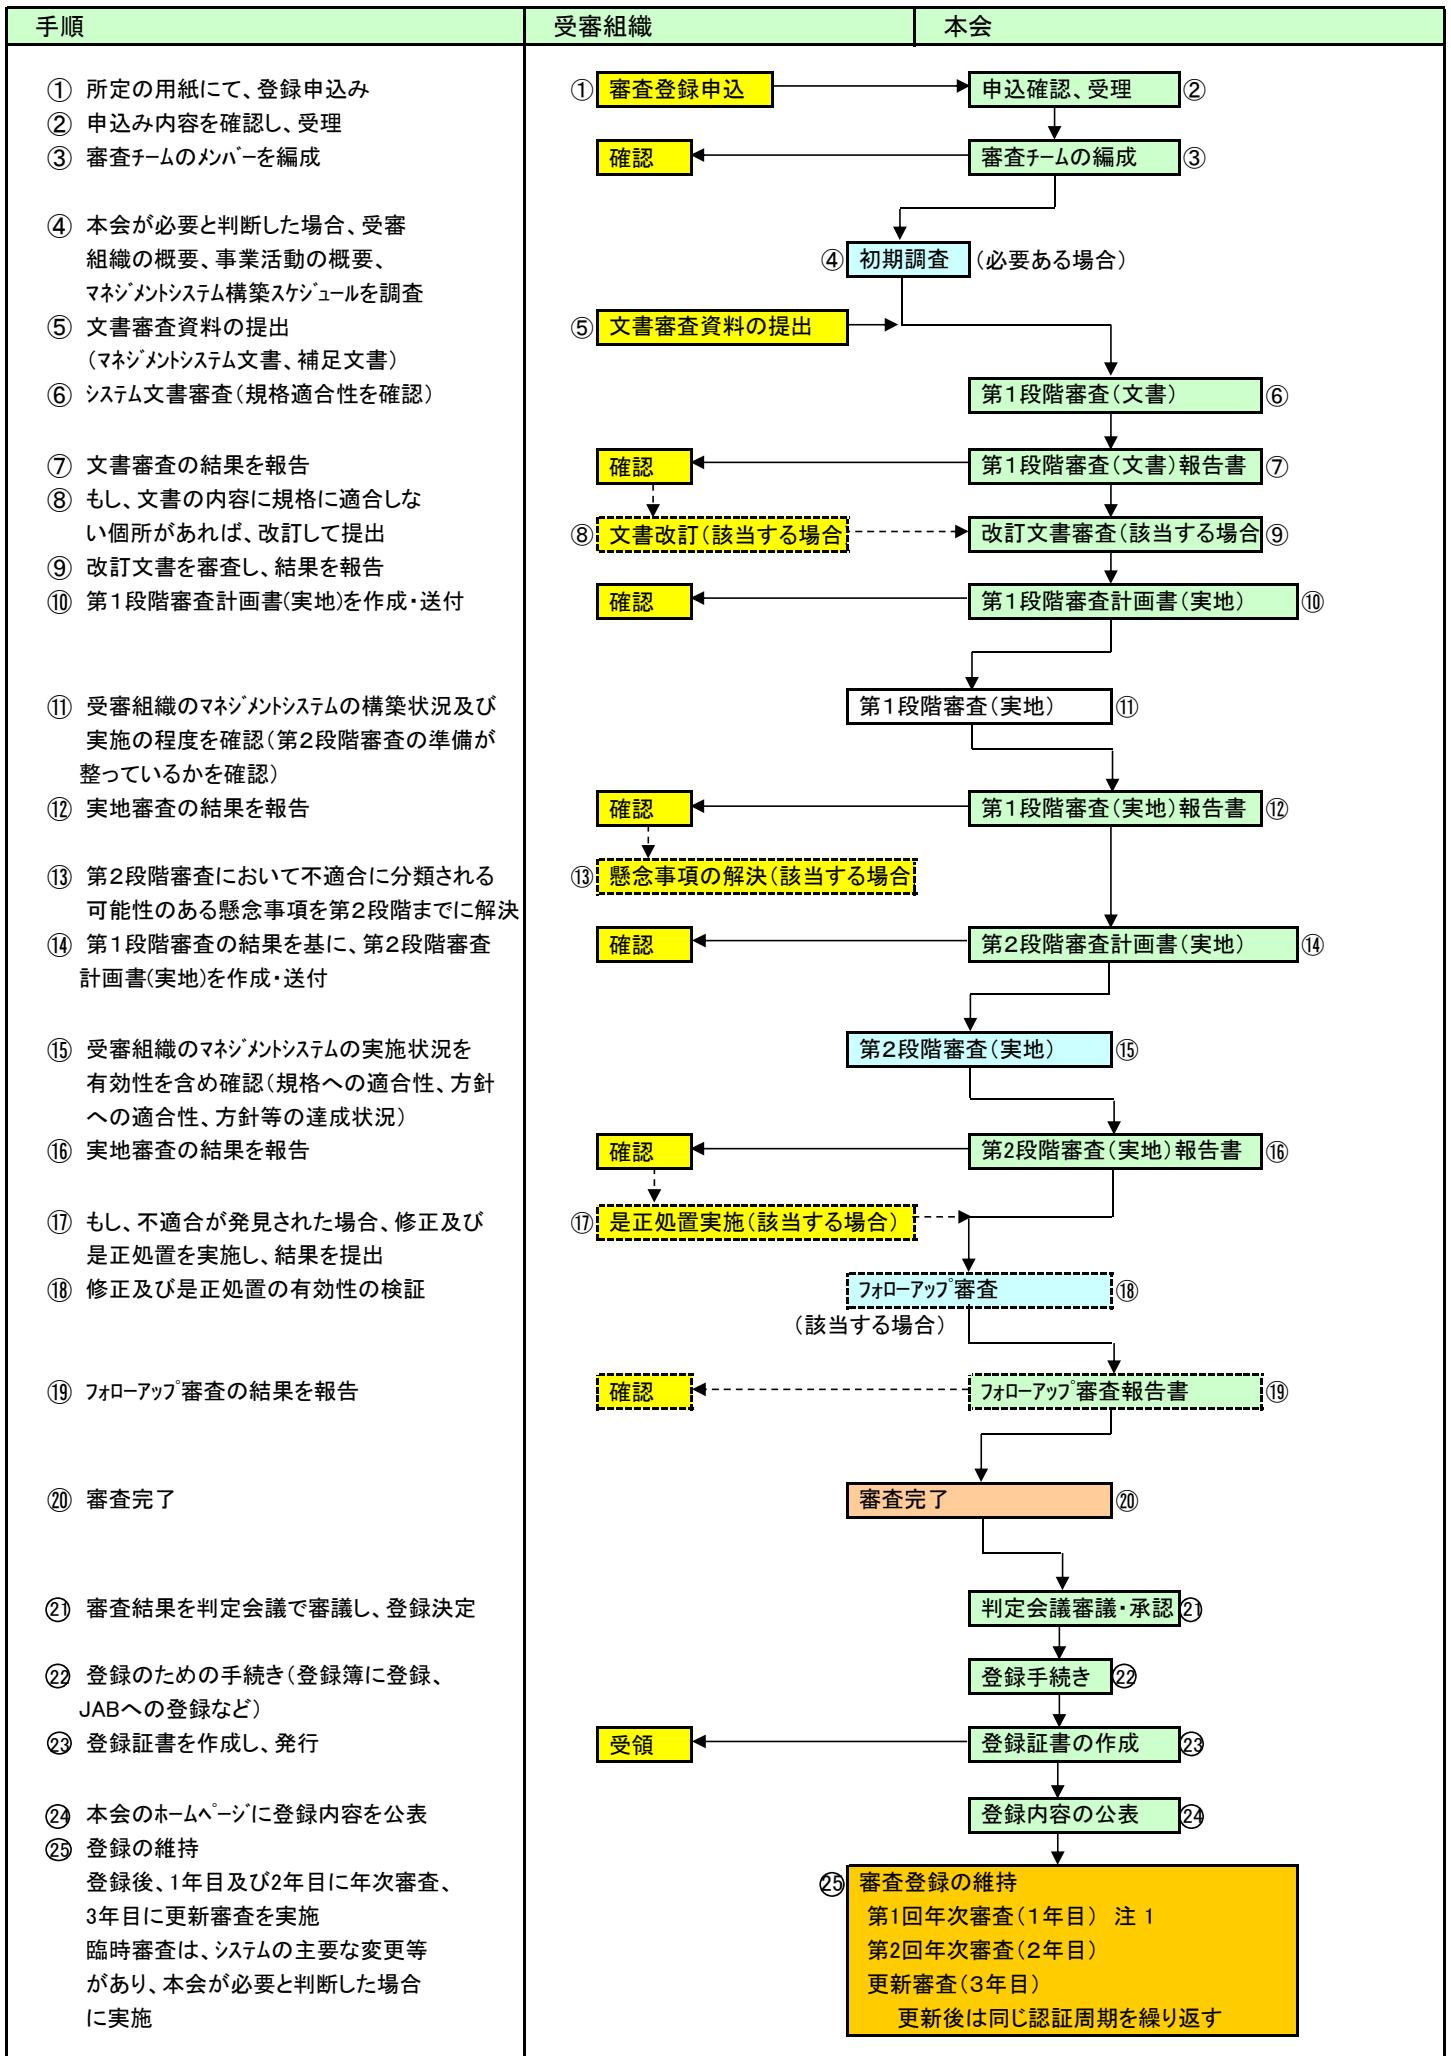 手順
受審組織
本会
① 所定の用紙にて、登録申込み
② 申込み内容を確認し、受理
③ 審査ﾁｰﾑのﾒﾝﾊﾞｰを編成
④ 本会が必要と判断した場合、受審
組織の概要、事業活動の概要、
ﾏﾈｼﾞﾒﾝﾄｼｽﾃﾑ構築ｽｹｼﾞｭｰﾙを調査
⑤ 文書審査資料の提出
（ﾏﾈｼﾞﾒﾝﾄｼｽﾃﾑ文書、補足文書）
⑥ ｼｽﾃﾑ文書審査（規格適合性を確認）
⑦ 文書審査の結果を報告
⑧ もし、文書の内容に規格に適合しな
い個所があれば、改訂して提出
⑨ 改訂文書を審査し、結果を報告
⑩ 第１段階審査計画書(実地)を作成・送付
⑪ 受審組織のﾏﾈｼﾞﾒﾝﾄｼｽﾃﾑの構築状況及び
実施の程度を確認（第２段階審査の準備が
整っているかを確認）
⑫ 実地審査の結果を報告
⑬ 第２段階審査において不適合に分類される
可能性のある懸念事項を第２段階までに解決
⑭ 第１段階審査の結果を基に、第２段階審査
計画書(実地)を作成・送付
⑮ 受審組織のﾏﾈｼﾞﾒﾝﾄｼｽﾃﾑの実施状況を
有効性を含め確認（規格への適合性、方針
への適合性、方針等の達成状況）
⑯ 実地審査の結果を報告
⑰ もし、不適合が発見された場合、修正及び
是正処置を実施し、結果を提出
⑱ 修正及び是正処置の有効性の検証
⑲ ﾌｫﾛｰｱｯﾌﾟ審査の結果を報告
⑳ 審査完了
㉑ 審査結果を判定会議で審議し、登録決定
㉒ 登録のための手続き（登録簿に登録、
JABへの登録など）
㉓ 登録証書を作成し、発行
㉔ 本会のﾎｰﾑﾍﾟｰｼﾞに登録内容を公表
㉕ 登録の維持
登録後、1年目及び2年目に年次審査、
3年目に更新審査を実施
臨時審査は、ｼｽﾃﾑの主要な変更等
があり、本会が必要と判断した場合
に実施
① 審査登録申込
申込確認、受理 ②
確認
審査ﾁｰﾑの編成 ③
④ 初期調査 （必要ある場合）
⑤ 文書審査資料の提出
第１段階審査（文書） ⑥
確認
第１段階審査（文書）報告書 ⑦
⑧ 文書改訂（該当する場合
改訂文書審査（該当する場合 ⑨
確認
第１段階審査計画書（実地） ⑩
第１段階審査（実地） ⑪
確認
第１段階審査（実地）報告書 ⑫
⑬ 懸念事項の解決（該当する場合
確認
第２段階審査計画書（実地） ⑭
第２段階審査（実地） ⑮
確認
第2段階審査（実地）報告書 ⑯
⑰ 是正処置実施（該当する場合）
ﾌｫﾛｰｱｯﾌﾟ審査 ⑱
（該当する場合）
確認
ﾌｫﾛｰｱｯﾌﾟ審査報告書 ⑲
審査完了 ⑳
判定会議審議・承認 ㉑
登録手続き ㉒
受領
登録証書の作成 ㉓
登録内容の公表 ㉔
㉕ 審査登録の維持
第1回年次審査（１年目） 注 1
第2回年次審査（２年目）
更新審査（３年目）
更新後は同じ認証周期を繰り返す